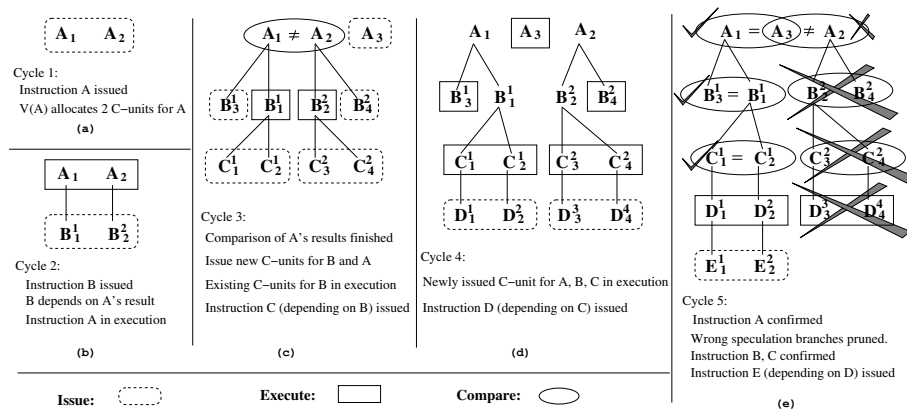 A1 A2
Cycle 1:
Instruction A issued
V(A) allocates 2 C−units for A
(a)
A1 A2
B1^1 B2^2
Cycle 2:
Instruction B issued
B depends on A's result
Instruction A in execution
(b)
A1 ≠ A2 A3
B3^1 B1^1 B2^2 B4^2
C1^1 C2^1 C3^2 C4^2
Cycle 3:
Comparison of A's results finished
Issue new C−units for B and A
Existing C−units for B in execution
Instruction C (depending on B) issued
(c)
A1 A3 A2
B3^1 B1^1 B2^2 B4^2
C1^1 C2^1 C3^2 C4^2
D1^1 D2^2 D3^3 D4^4
Cycle 4:
Newly issued C−unit for A, B, C in execution
Instruction D (depending on C) issued
(d)
A1 = A3 ≠ A2
B3^1 = B1^1 B2^2 B4^2
C1^1 = C2^1 C3^2 C4^2
D1^1 D2^2 D3^3 D4^4
E1^1 E2^2
Cycle 5:
Instruction A confirmed
Wrong speculation branches pruned.
Instruction B, C confirmed
Instruction E (depending on D) issued
(e)
Issue: Execute: Compare: